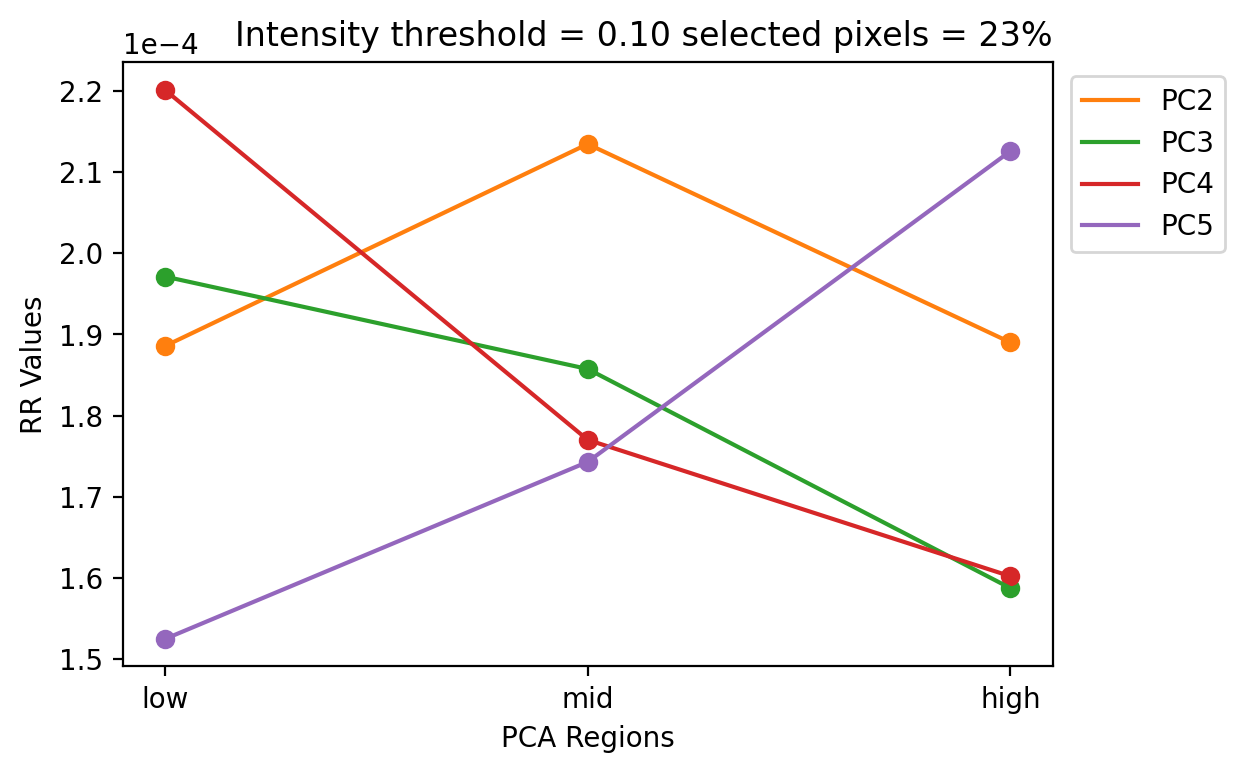 Intensity threshold = 0.10 selected pixels = 23%
1e−4
2.2
2.1
2.0
1.9
1.8
1.7
1.6
1.5
RR Values
low
mid
high
PCA Regions
PC2
PC3
PC4
PC5